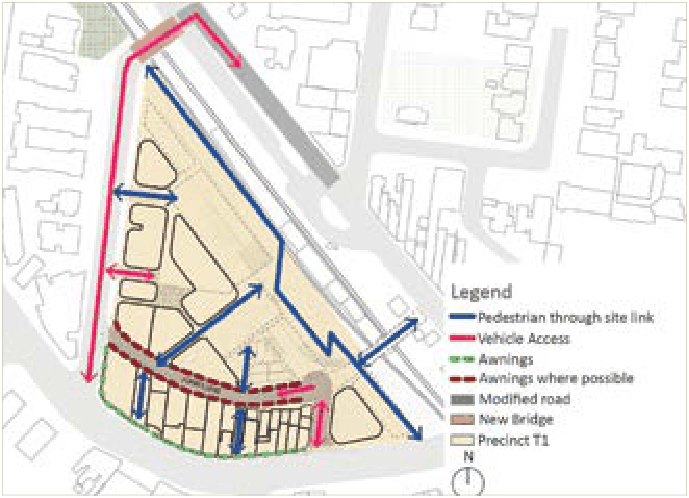 Legend
Pedestrian through site link
Vehicle Access
Awnings
Awnings where possible
Modified road
New Bridge
Precinct T1
N